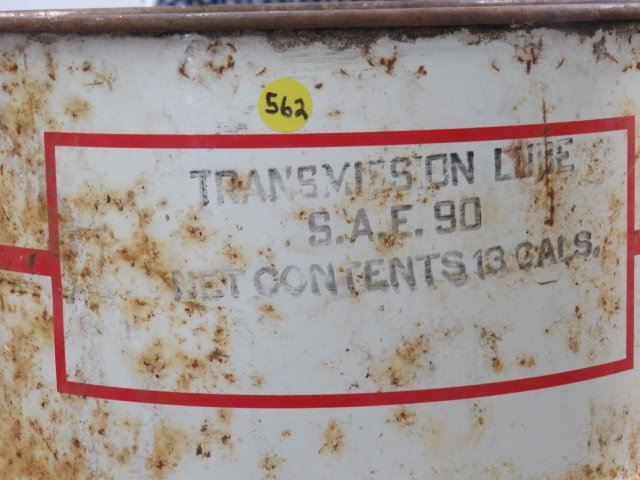 562
TRANSMISSION LUBE
S.A.E. 90
NET CONTENTS 13 GALS.